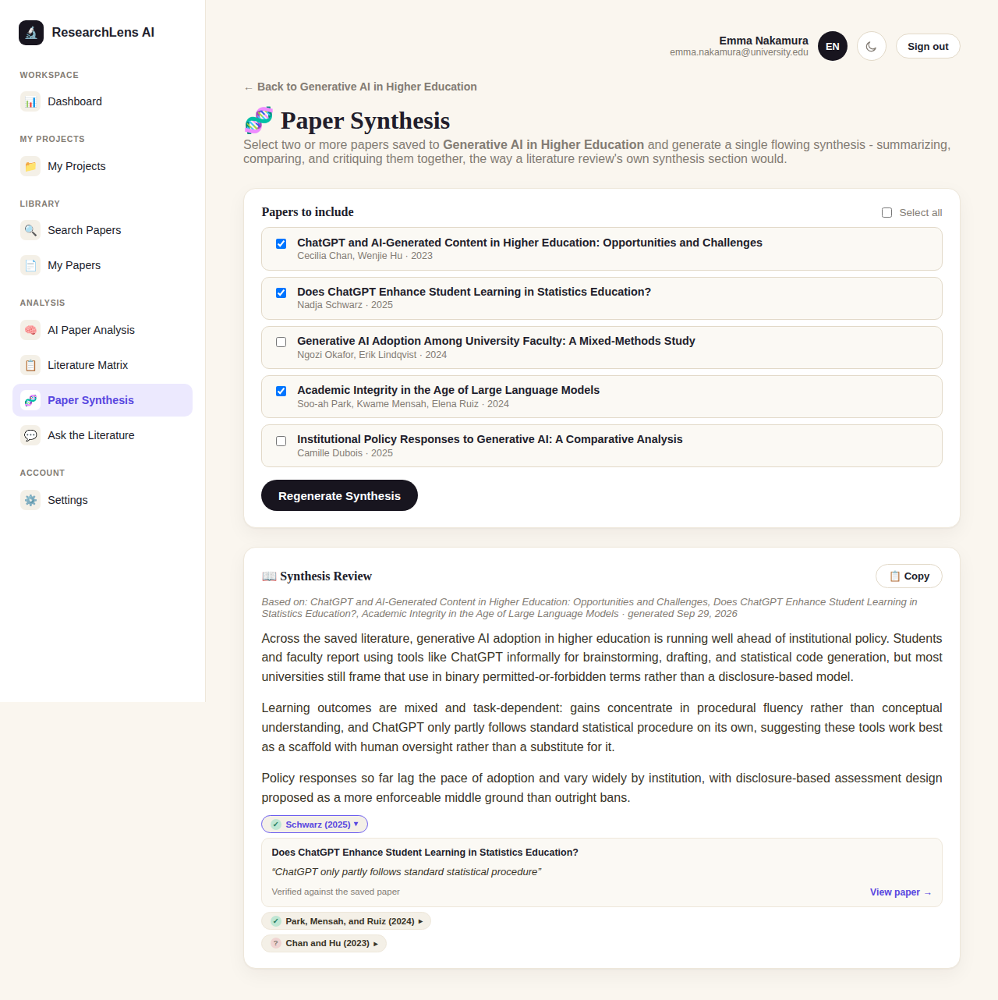 ResearchLens AI
WORKSPACE
Dashboard
MY PROJECTS
My Projects
LIBRARY
Search Papers
My Papers
ANALYSIS
AI Paper Analysis
Literature Matrix
Paper Synthesis
Ask the Literature
ACCOUNT
Settings
Emma Nakamura
emma.nakamura@university.edu
EN
Sign out
← Back to Generative AI in Higher Education
Paper Synthesis
Select two or more papers saved to Generative AI in Higher Education and generate a single flowing synthesis - summarizing,
comparing, and critiquing them together, the way a literature review's own synthesis section would.
Papers to include
Select all
ChatGPT and AI-Generated Content in Higher Education: Opportunities and Challenges
Cecilia Chan, Wenjie Hu · 2023
Does ChatGPT Enhance Student Learning in Statistics Education?
Nadja Schwarz · 2025
Generative AI Adoption Among University Faculty: A Mixed-Methods Study
Ngozi Okafor, Erik Lindqvist · 2024
Academic Integrity in the Age of Large Language Models
Soo-ah Park, Kwame Mensah, Elena Ruiz · 2024
Institutional Policy Responses to Generative AI: A Comparative Analysis
Camille Dubois · 2025
Regenerate Synthesis
Synthesis Review
Copy
Based on: ChatGPT and AI-Generated Content in Higher Education: Opportunities and Challenges, Does ChatGPT Enhance Student Learning in
Statistics Education?, Academic Integrity in the Age of Large Language Models · generated Sep 29, 2026
Across the saved literature, generative AI adoption in higher education is running well ahead of institutional policy. Students
and faculty report using tools like ChatGPT informally for brainstorming, drafting, and statistical code generation, but most
universities still frame that use in binary permitted-or-forbidden terms rather than a disclosure-based model.
Learning outcomes are mixed and task-dependent: gains concentrate in procedural fluency rather than conceptual
understanding, and ChatGPT only partly follows standard statistical procedure on its own, suggesting these tools work best
as a scaffold with human oversight rather than a substitute for it.
Policy responses so far lag the pace of adoption and vary widely by institution, with disclosure-based assessment design
proposed as a more enforceable middle ground than outright bans.
✓ Schwarz (2025) ▾
Does ChatGPT Enhance Student Learning in Statistics Education?
“ChatGPT only partly follows standard statistical procedure”
Verified against the saved paper
View paper →
✓ Park, Mensah, and Ruiz (2024) ▸
? Chan and Hu (2023) ▸